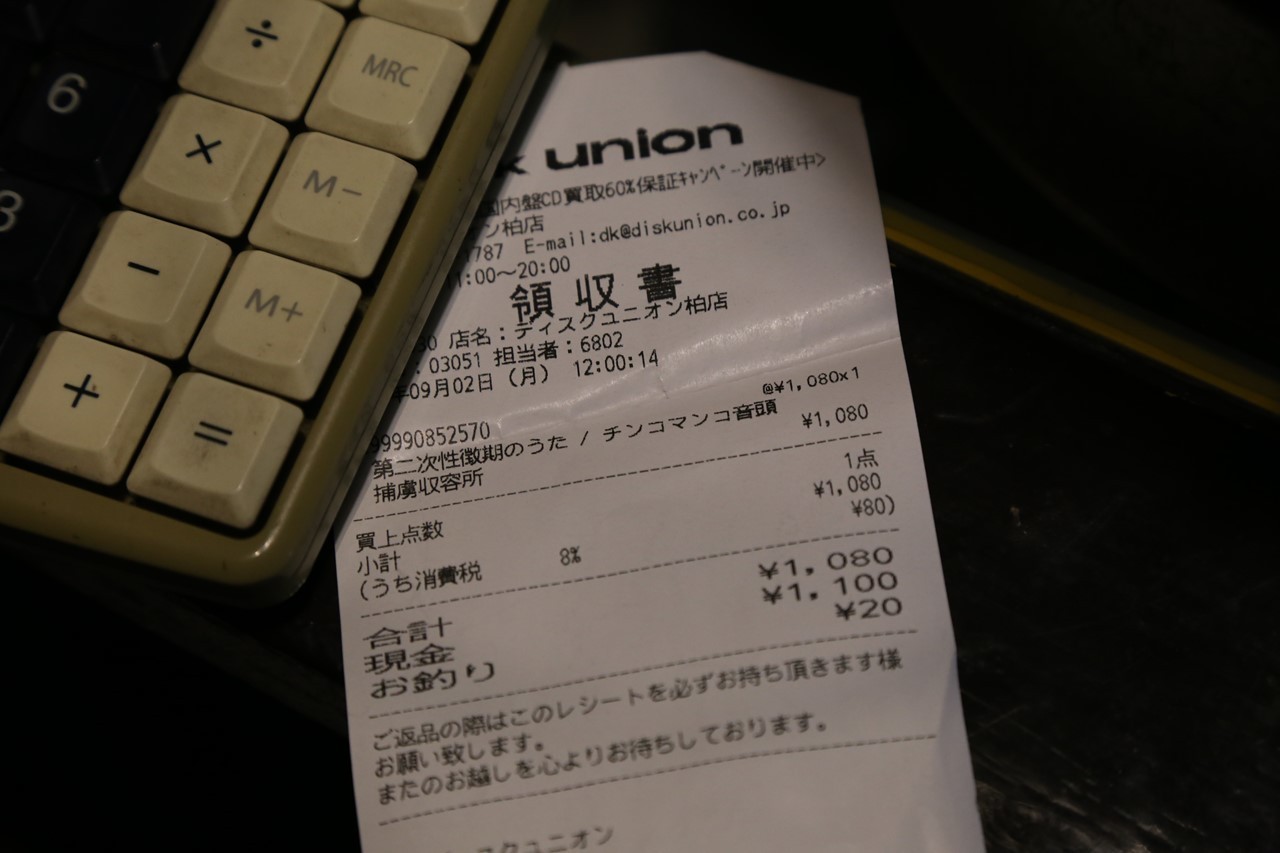 ÷
MRC
6
×
M−
3
−
M+
+
=
union
国内盤CD買取60%保証ｷｬﾝﾍﾟｰﾝ開催中>
ン柏店
1787 E-mail:dk@diskunion.co.jp
1:00～20:00
領収書
店名：ディスクユニオン柏店
：03051 担当者：6802
年09月02日（月） 12:00:14
@¥1,080x1
99990852570
第二次性徴期のうた / チンコマンコ音頭 ¥1,080
捕虜収容所
買上点数 1点
小計 ¥1,080
(うち消費税 8% ¥80)
合計 ¥1,080
現金 ¥1,100
お釣り ¥20
ご返品の際はこのレシートを必ずお持ち頂きます様
お願い致します。
またのお越しを心よりお待ちしております。
スクユニオン